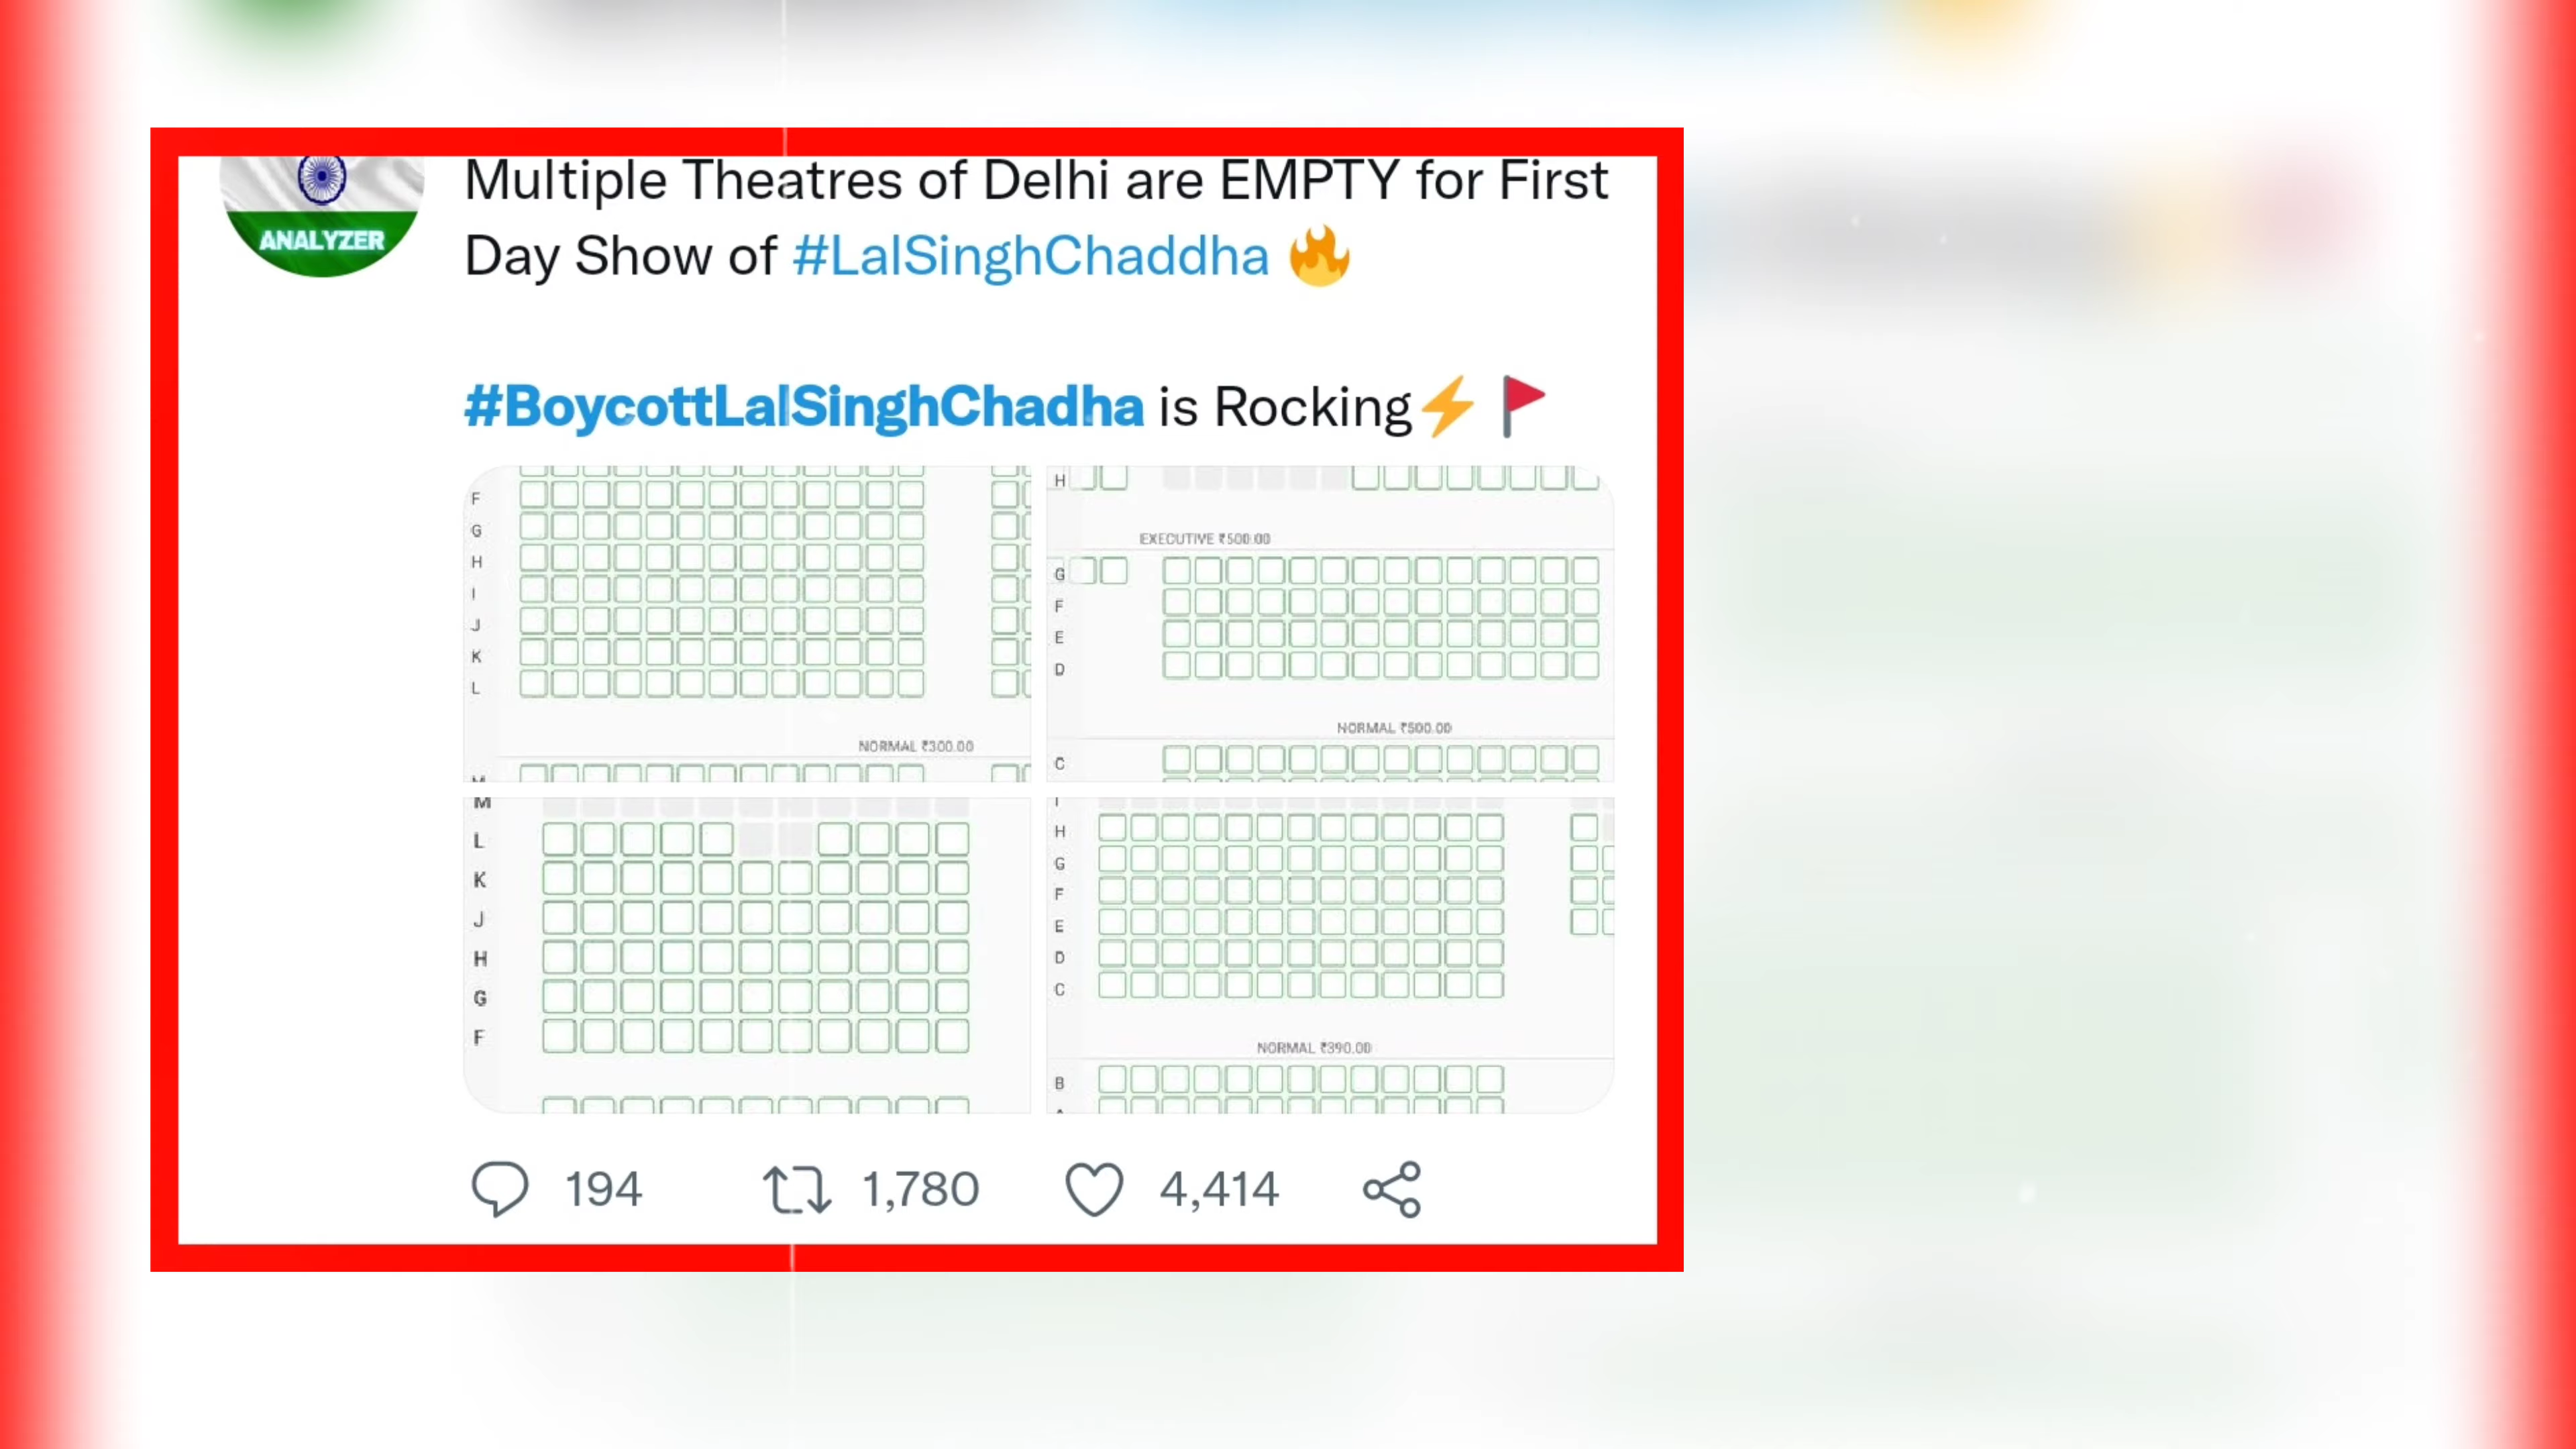 Multiple Theatres of Delhi are EMPTY for First
Day Show of #LalSinghChaddha 🔥
ANALYZER
#BoycottLalSinghChadha is Rocking⚡ 🚩
F
G
H
I
J
K
L
NORMAL ₹300.00
M
H
EXECUTIVE ₹500.00
G
F
E
D
NORMAL ₹500.00
C
M
L
K
J
H
G
F
I
H
G
F
E
D
C
NORMAL ₹390.00
B
194
1,780
4,414